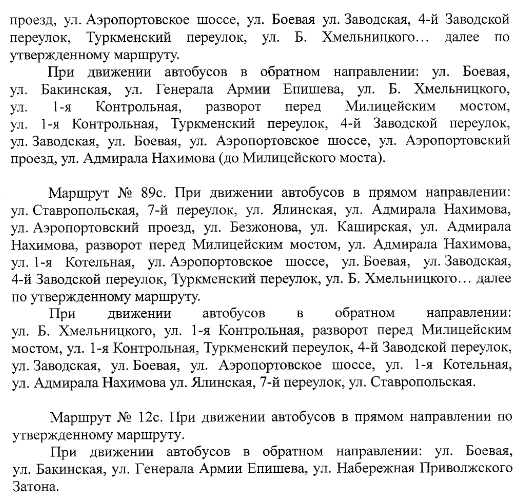 проезд, ул. Аэропортовское шоссе, ул. Боевая ул. Заводская, 4-й Заводской
переулок, Туркменский переулок, ул. Б. Хмельницкого… далее по
утвержденному маршруту.
При движении автобусов в обратном направлении: ул. Боевая,
ул. Бакинская, ул. Генерала Армии Епишева, ул. Б. Хмельницкого,
ул. 1-я Контрольная, разворот перед Милицейским мостом,
ул. 1-я Контрольная, Туркменский переулок, 4-й Заводской переулок,
ул. Заводская, ул. Боевая, ул. Аэропортовское шоссе, ул. Аэропортовский
проезд, ул. Адмирала Нахимова (до Милицейского моста).
Маршрут № 89с. При движении автобусов в прямом направлении:
ул. Ставропольская, 7-й переулок, ул. Ялинская, ул. Адмирала Нахимова,
ул. Аэропортовский проезд, ул. Безжонова, ул. Каширская, ул. Адмирала
Нахимова, разворот перед Милицейским мостом, ул. Адмирала Нахимова,
ул. 1-я Котельная, ул. Аэропортовское шоссе, ул. Боевая, ул. Заводская,
4-й Заводской переулок, Туркменский переулок, ул. Б. Хмельницкого… далее
по утвержденному маршруту.
При движении автобусов в обратном направлении:
ул. Б. Хмельницкого, ул. 1-я Контрольная, разворот перед Милицейским
мостом, ул. 1-я Контрольная, Туркменский переулок, 4-й Заводской переулок,
ул. Заводская, ул. Боевая, ул. Аэропортовское шоссе, ул. 1-я Котельная,
ул. Адмирала Нахимова ул. Ялинская, 7-й переулок, ул. Ставропольская.
Маршрут № 12с. При движении автобусов в прямом направлении по
утвержденному маршруту.
При движении автобусов в обратном направлении: ул. Боевая,
ул. Бакинская, ул. Генерала Армии Епишева, ул. Набережная Приволжского
Затона.